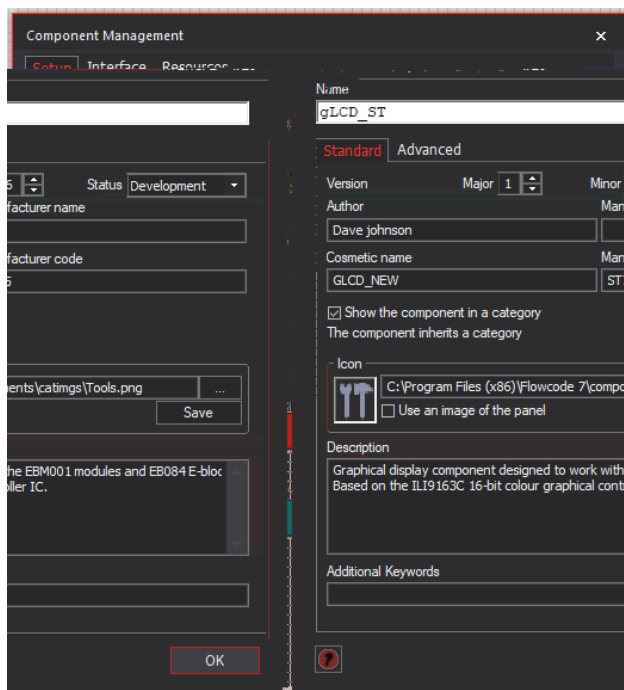 Component Management
Setup Interface Resources
Name
gLCD_ST
Standard Advanced
Status Development
Version Major 1 Minor
facturer name
Author
Dave johnson
facturer code
Cosmetic name
GLCD_NEW
Show the component in a category
The component inherits a category
Icon
ents\catimgs\Tools.png ...
C:\Program Files (x86)\Flowcode 7\compo
Save
Use an image of the panel
Description
the EBM001 modules and EB084 E-bloc
ller IC.
Graphical display component designed to work with
Based on the ILI9163C 16-bit colour graphical cont
Additional Keywords
OK
?